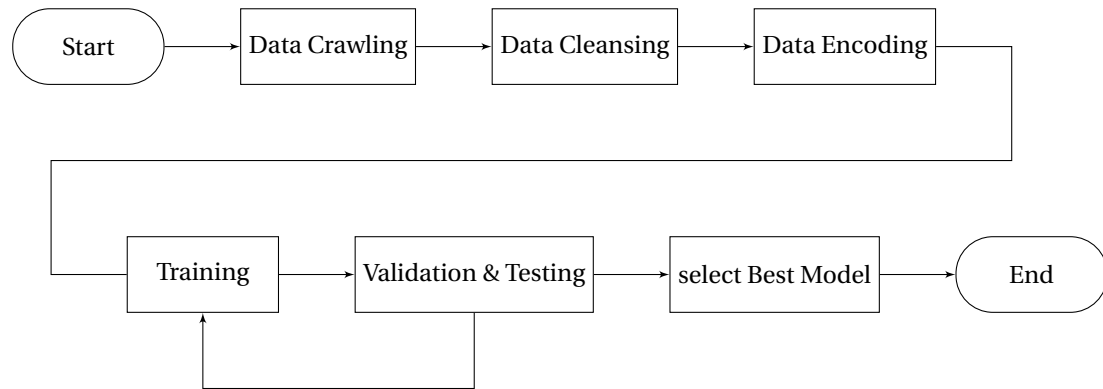 Start
Data Crawling
Data Cleansing
Data Encoding
Training
Validation & Testing
select Best Model
End